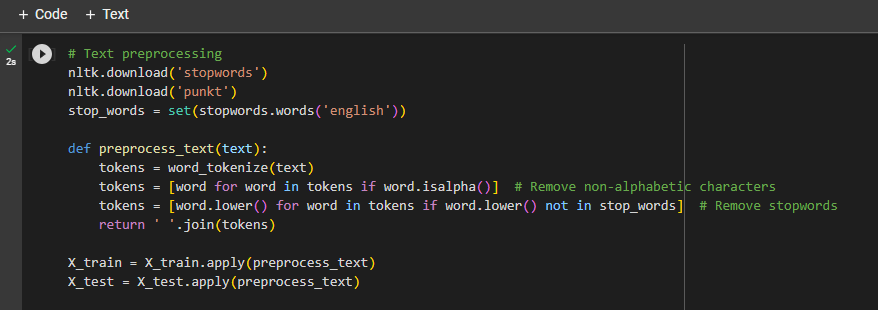 + Code + Text
2s
# Text preprocessing
nltk.download('stopwords')
nltk.download('punkt')
stop_words = set(stopwords.words('english'))

def preprocess_text(text):
    tokens = word_tokenize(text)
    tokens = [word for word in tokens if word.isalpha()]  # Remove non-alphabetic characters
    tokens = [word.lower() for word in tokens if word.lower() not in stop_words]  # Remove stopwords
    return ' '.join(tokens)

X_train = X_train.apply(preprocess_text)
X_test = X_test.apply(preprocess_text)